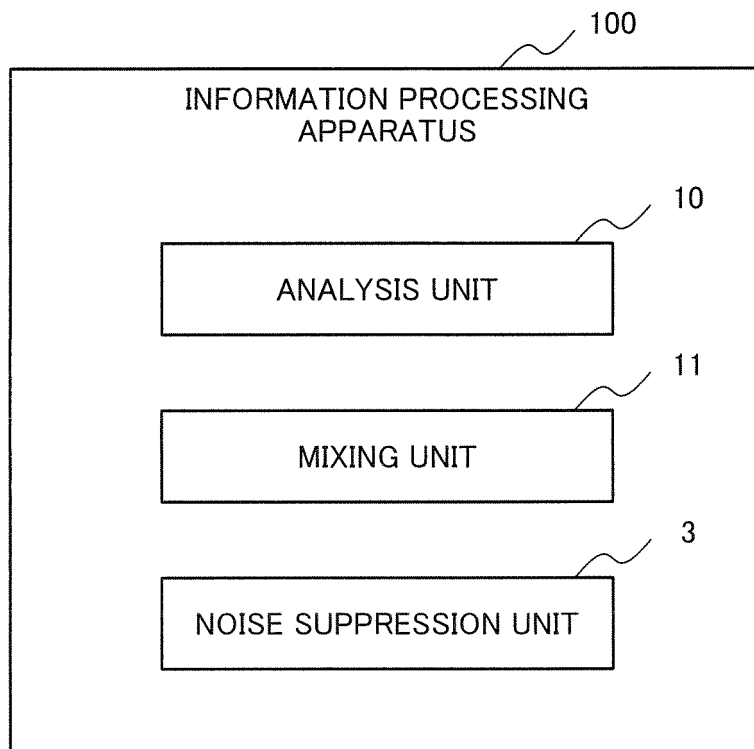 100
INFORMATION PROCESSING
APPARATUS
10
ANALYSIS UNIT
11
MIXING UNIT
3
NOISE SUPPRESSION UNIT